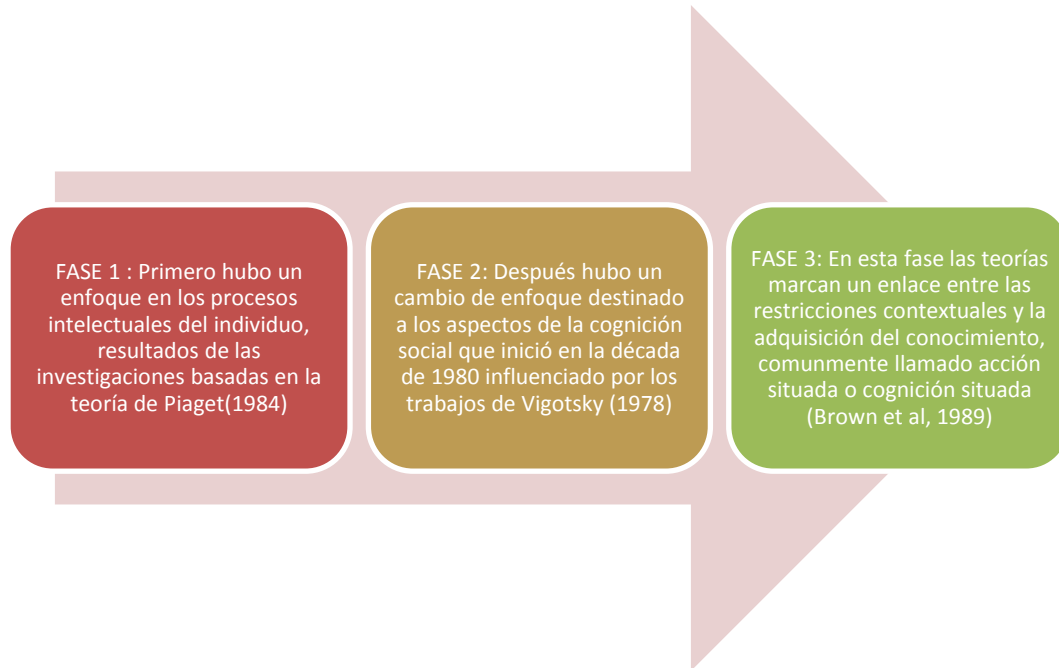 FASE 1 : Primero hubo un
enfoque en los procesos
intelectuales del individuo,
resultados de las
investigaciones basadas en la
teoría de Piaget(1984)
FASE 2: Después hubo un
cambio de enfoque destinado
a los aspectos de la cognición
social que inició en la década
de 1980 influenciado por los
trabajos de Vigotsky (1978)
FASE 3: En esta fase las teorías
marcan un enlace entre las
restricciones contextuales y la
adquisición del conocimiento,
comunmente llamado acción
situada o cognición situada
(Brown et al, 1989)